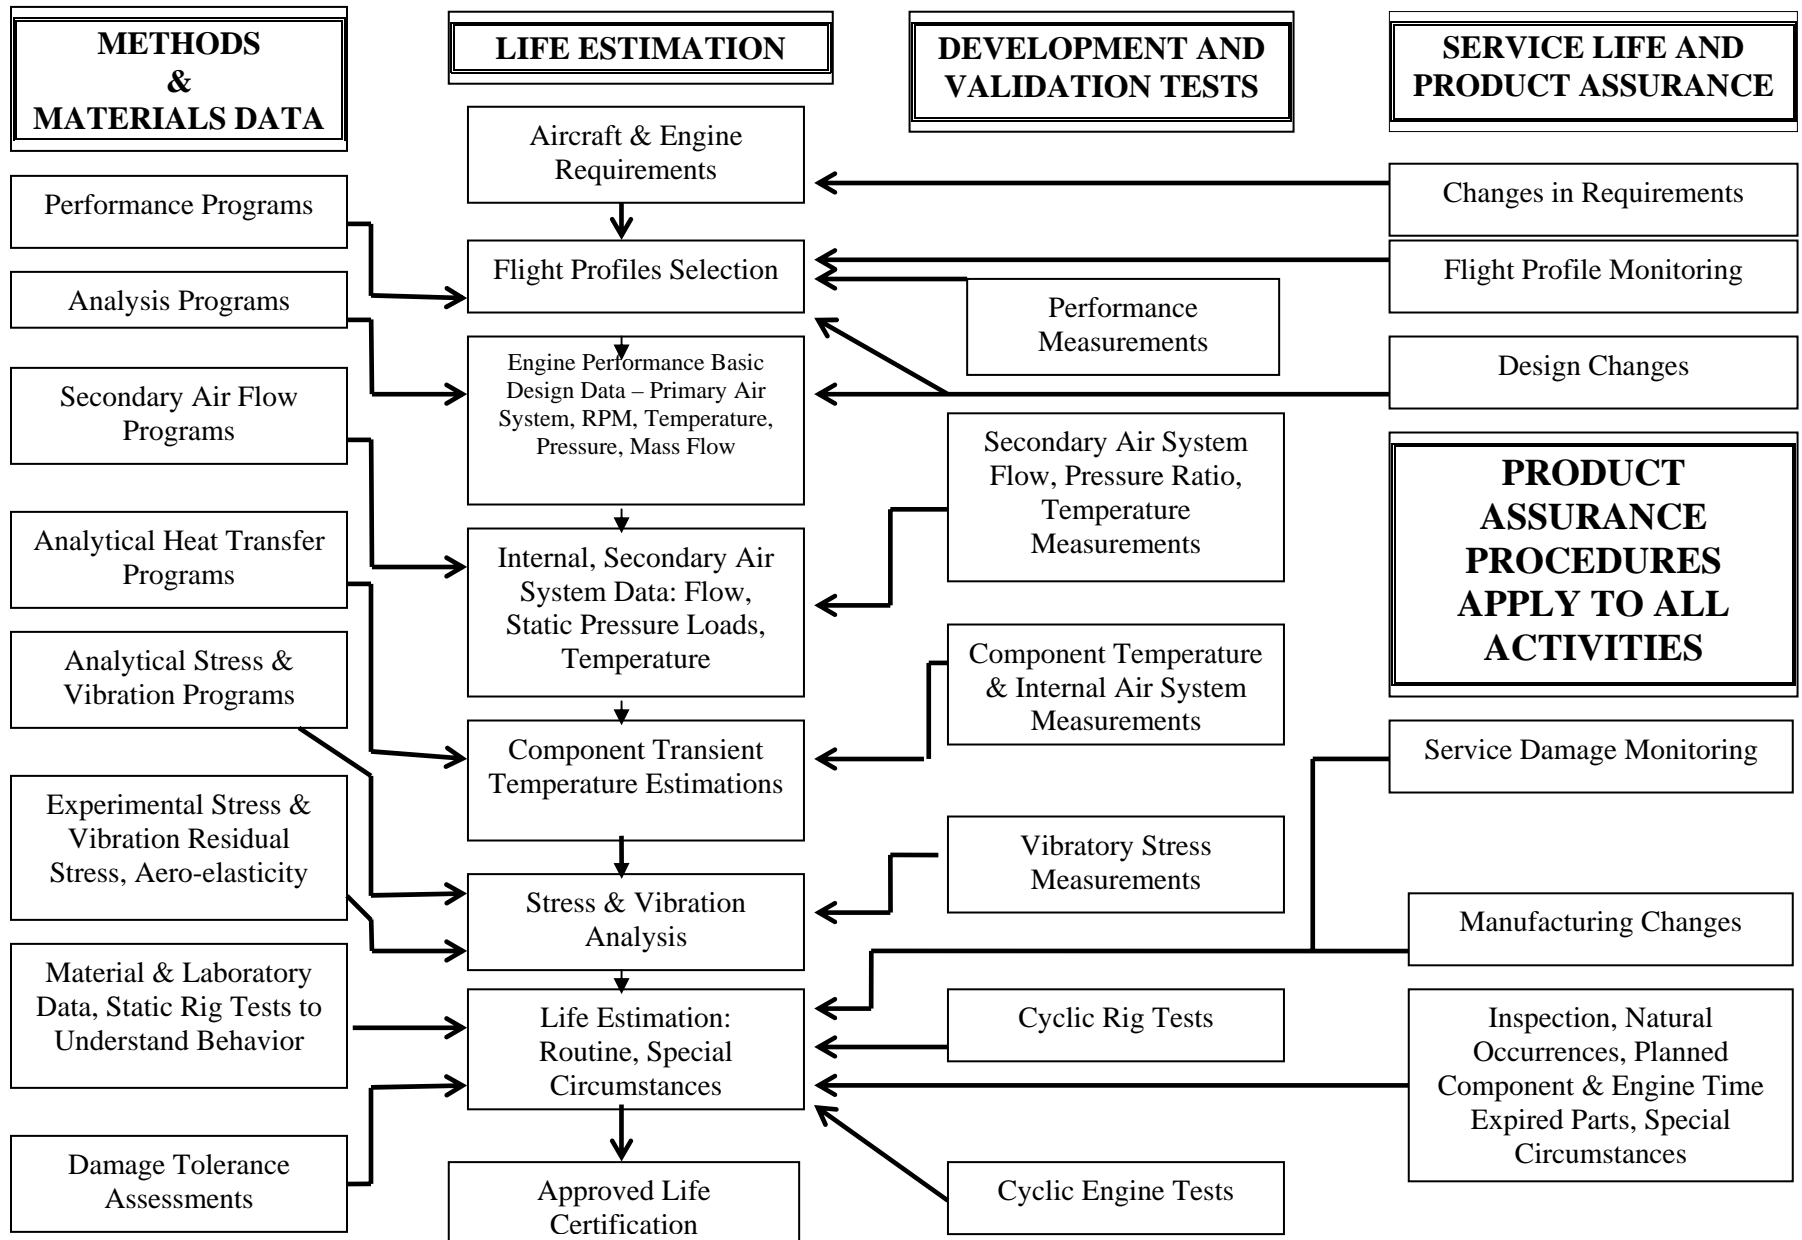 METHODS
&
MATERIALS DATA
Performance Programs
Analysis Programs
Secondary Air Flow
Programs
Analytical Heat Transfer
Programs
Analytical Stress &
Vibration Programs
Experimental Stress &
Vibration Residual
Stress, Aero-elasticity
Material & Laboratory
Data, Static Rig Tests to
Understand Behavior
Damage Tolerance
Assessments
LIFE ESTIMATION
Aircraft & Engine
Requirements
Flight Profiles Selection
Engine Performance Basic
Design Data – Primary Air
System, RPM, Temperature,
Pressure, Mass Flow
Internal, Secondary Air
System Data: Flow,
Static Pressure Loads,
Temperature
Component Transient
Temperature Estimations
Stress & Vibration
Analysis
Life Estimation:
Routine, Special
Circumstances
Approved Life
Certification
DEVELOPMENT AND
VALIDATION TESTS
Performance
Measurements
Secondary Air System
Flow, Pressure Ratio,
Temperature
Measurements
Component Temperature
& Internal Air System
Measurements
Vibratory Stress
Measurements
Cyclic Rig Tests
Cyclic Engine Tests
SERVICE LIFE AND
PRODUCT ASSURANCE
Changes in Requirements
Flight Profile Monitoring
Design Changes
PRODUCT
ASSURANCE
PROCEDURES
APPLY TO ALL
ACTIVITIES
Service Damage Monitoring
Manufacturing Changes
Inspection, Natural
Occurrences, Planned
Component & Engine Time
Expired Parts, Special
Circumstances